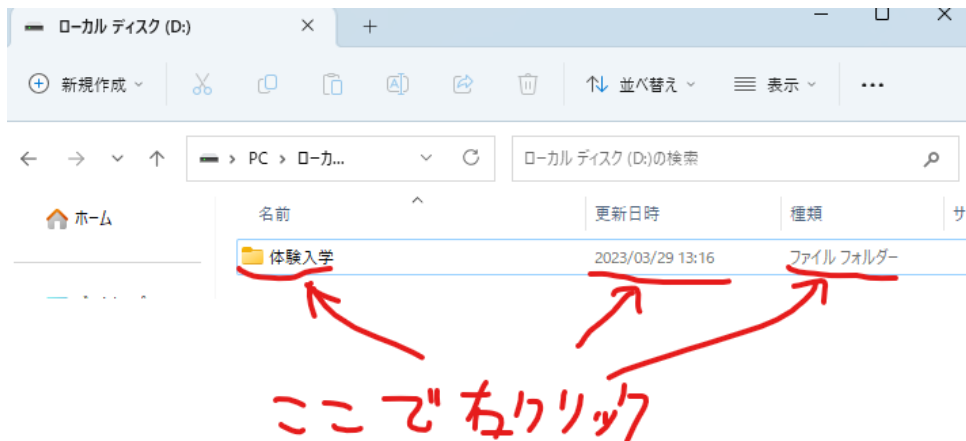 ローカル ディスク (D:)
新規作成 並べ替え 表示
PC ローカ... ローカル ディスク (D:)の検索
ホーム 名前 更新日時 種類 サ
体験入学 2023/03/29 13:16 ファイル フォルダー
ここで右クリック